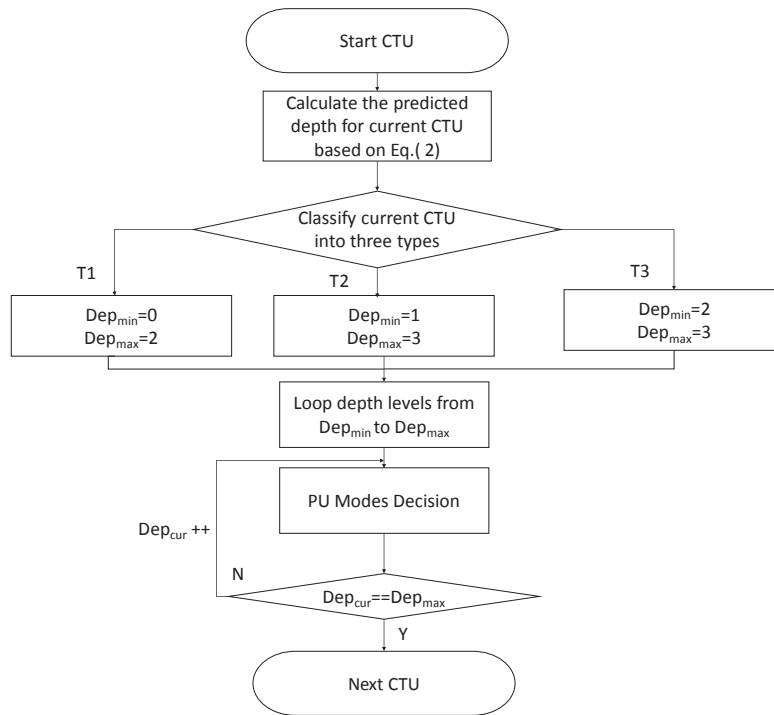 Start CTU
Calculate the predicted
depth for current CTU
based on Eq.( 2)
Classify current CTU
into three types
T1
T2
T3
Depmin=0
Depmax=2
Depmin=1
Depmax=3
Depmin=2
Depmax=3
Loop depth levels from
Depmin to Depmax
PU Modes Decision
Depcur ++
N
Depcur==Depmax
Y
Next CTU